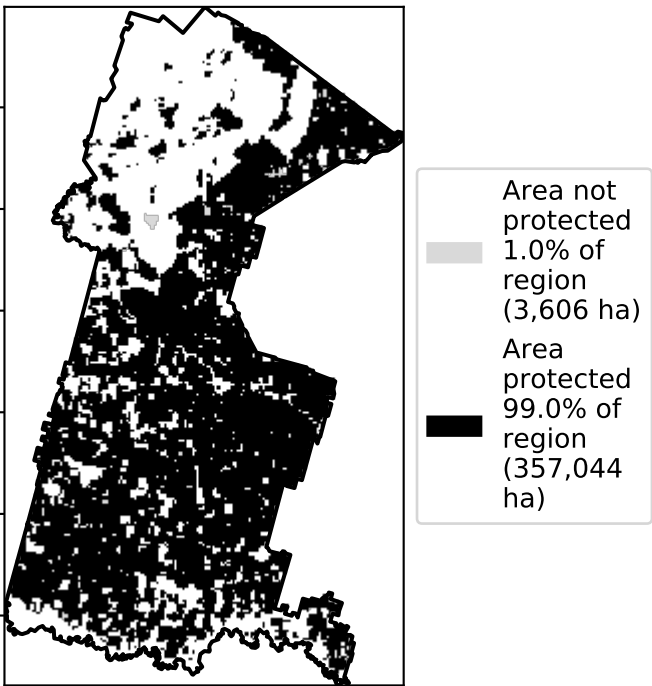 Area not
protected
1.0% of
region
(3,606 ha)
Area
protected
99.0% of
region
(357,044
ha)